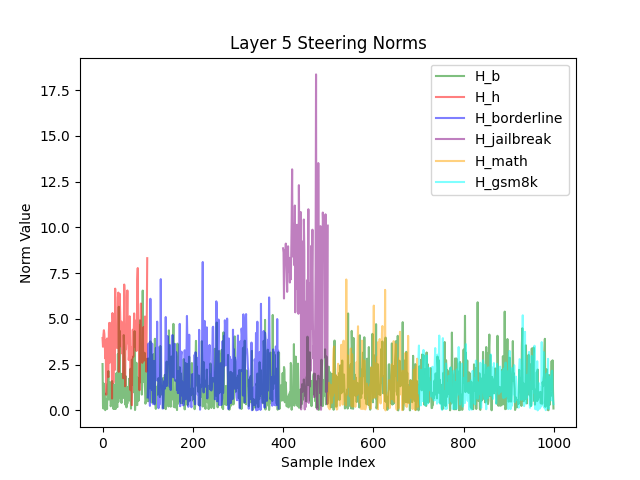 Layer 5 Steering Norms
H_b
H_h
H_borderline
H_jailbreak
H_math
H_gsm8k
Norm Value
17.5
15.0
12.5
10.0
7.5
5.0
2.5
0.0
0
200
400
600
800
1000
Sample Index